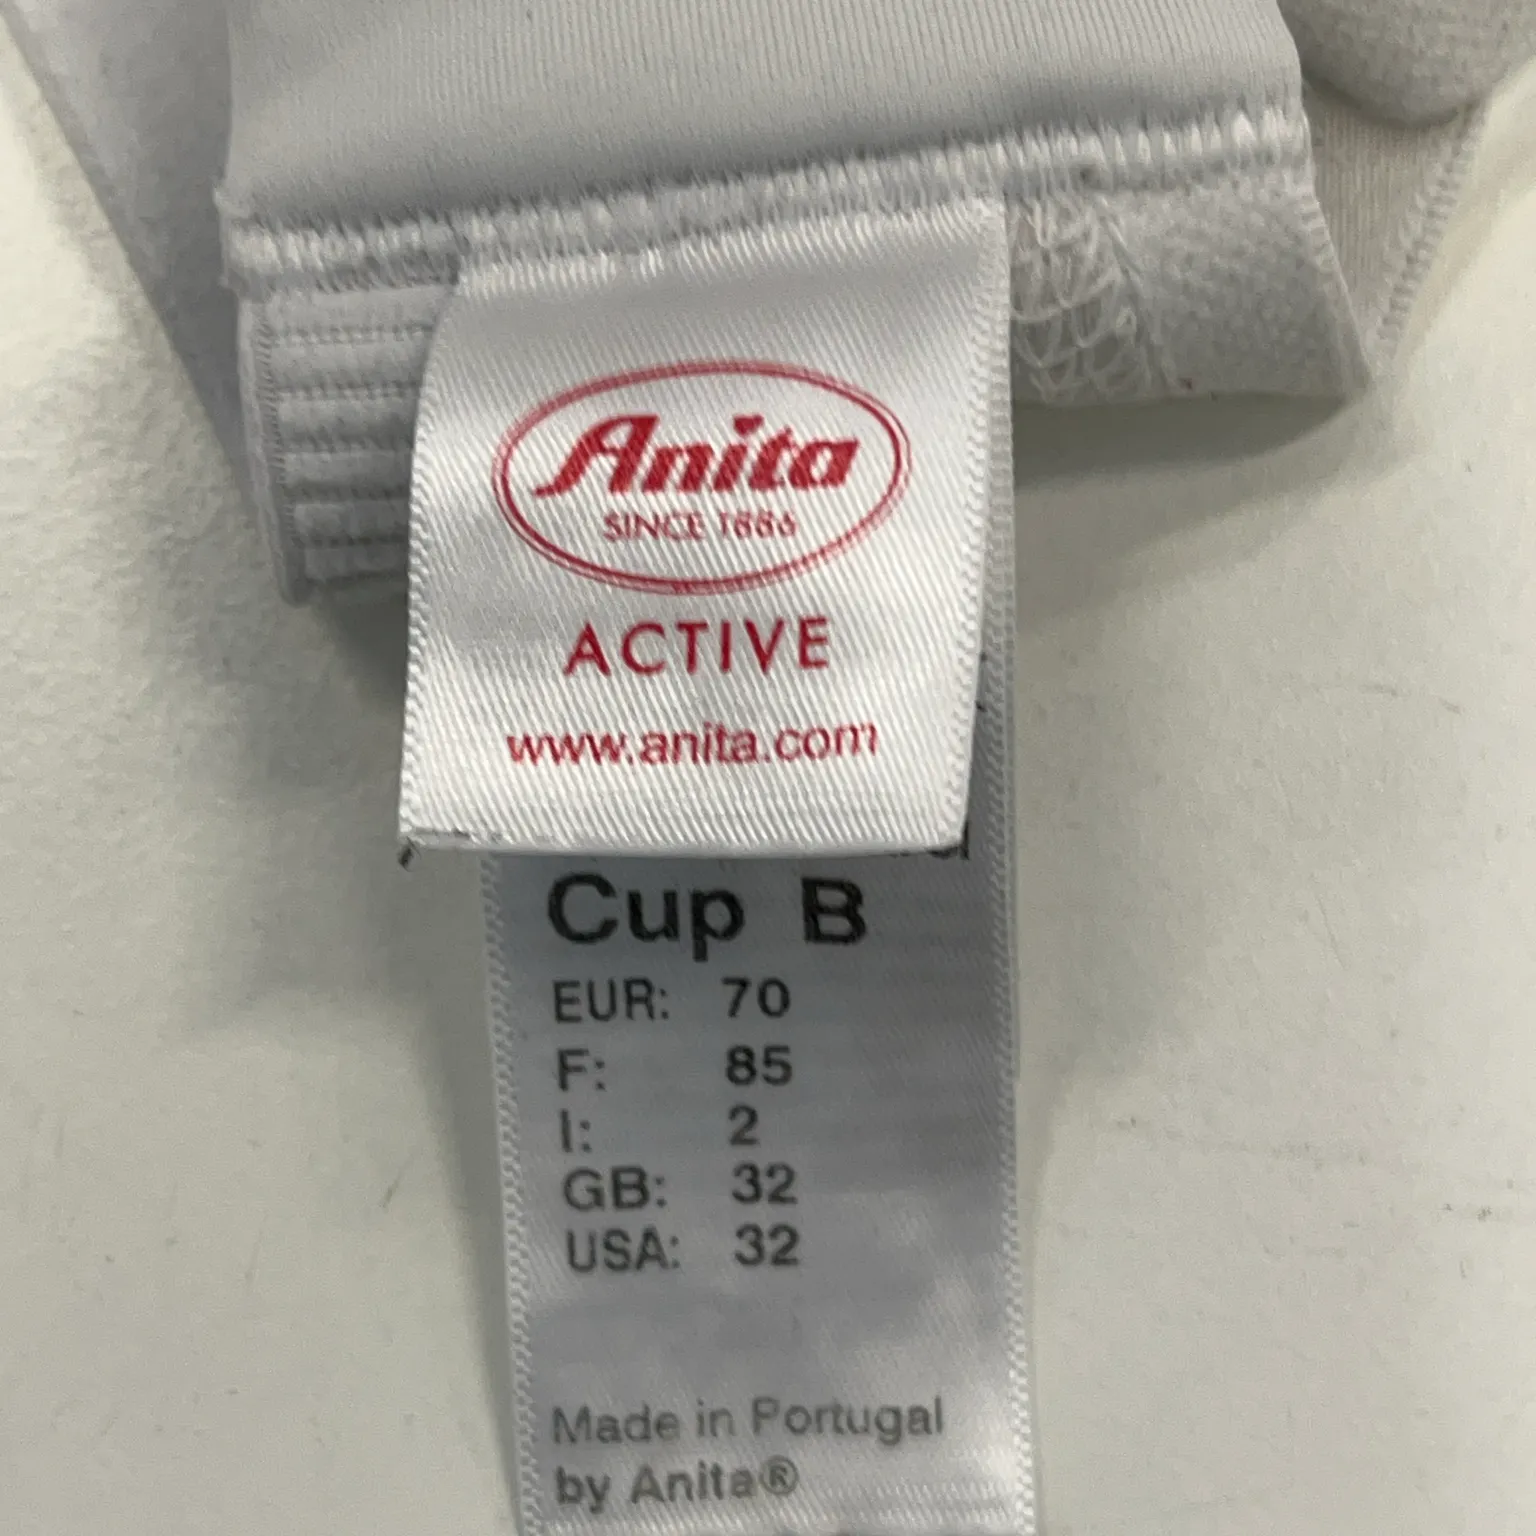 Anita
SINCE 1886
ACTIVE
www.anita.com
Cup B
EUR: 70
F: 85
I: 2
GB: 32
USA: 32
Made in Portugal
by Anita®